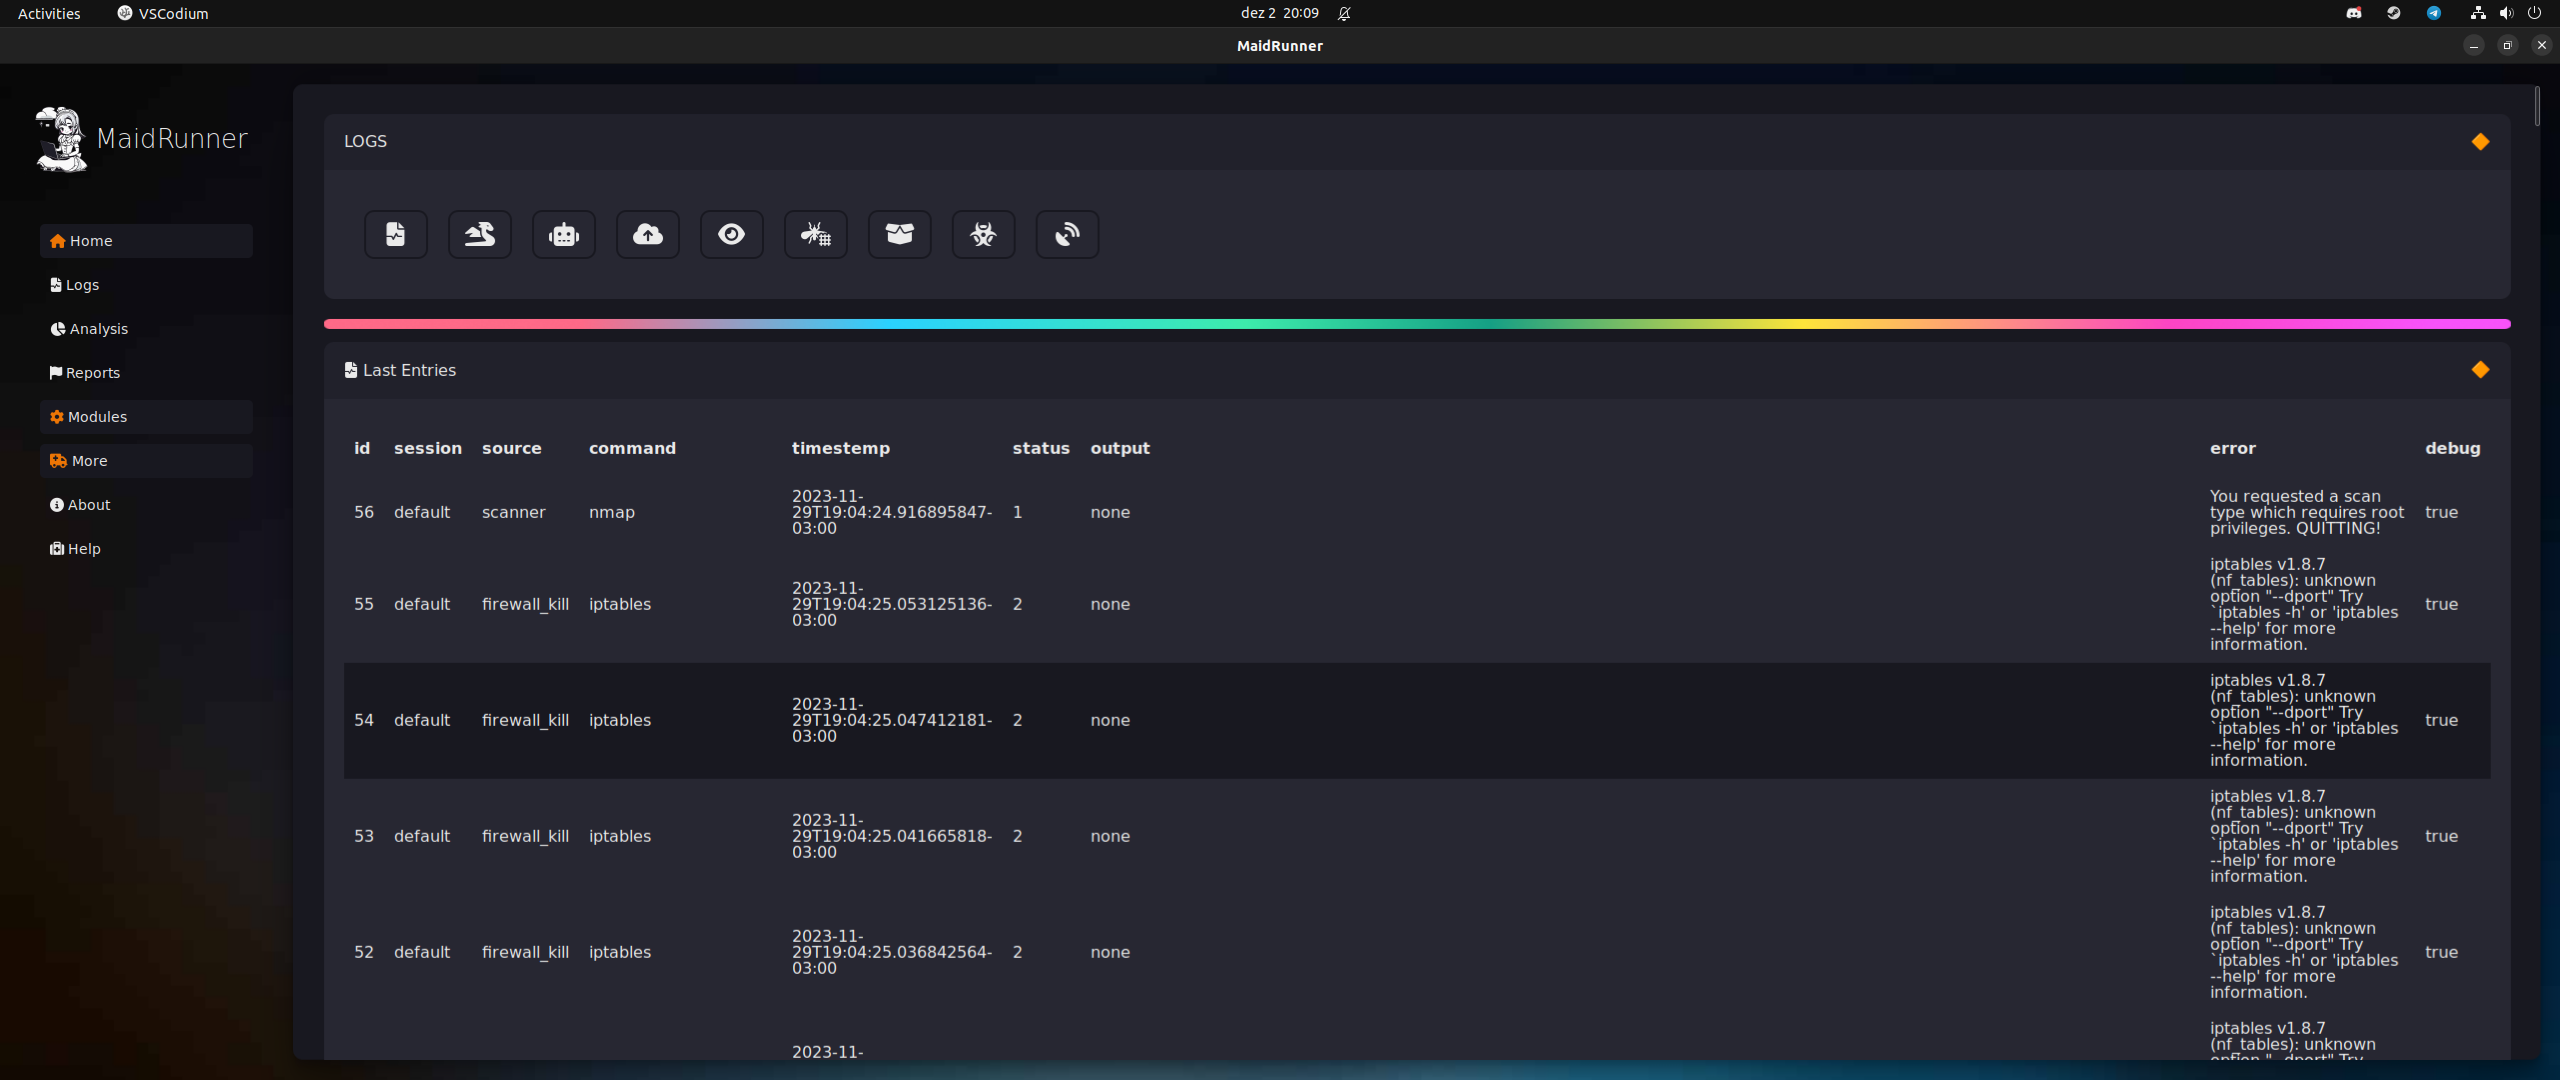 Activities VSCodium dez 2 20:09
MaidRunner
MaidRunner
Home
Logs
Analysis
Reports
Modules
More
About
Help
LOGS
Last Entries
id session source command timestemp status output error debug
56 default scanner nmap 2023-11-29T19:04:24.916895847-03:00 1 none You requested a scan type which requires root privileges. QUITTING! true
55 default firewall_kill iptables 2023-11-29T19:04:25.053125136-03:00 2 none iptables v1.8.7 (nf_tables): unknown option "--dport" Try `iptables -h' or 'iptables --help' for more information. true
54 default firewall_kill iptables 2023-11-29T19:04:25.047412181-03:00 2 none iptables v1.8.7 (nf_tables): unknown option "--dport" Try `iptables -h' or 'iptables --help' for more information. true
53 default firewall_kill iptables 2023-11-29T19:04:25.041665818-03:00 2 none iptables v1.8.7 (nf_tables): unknown option "--dport" Try `iptables -h' or 'iptables --help' for more information. true
52 default firewall_kill iptables 2023-11-29T19:04:25.036842564-03:00 2 none iptables v1.8.7 (nf_tables): unknown option "--dport" Try `iptables -h' or 'iptables --help' for more information. true
2023-11- iptables v1.8.7 (nf_tables): unknown option "--dport" Try